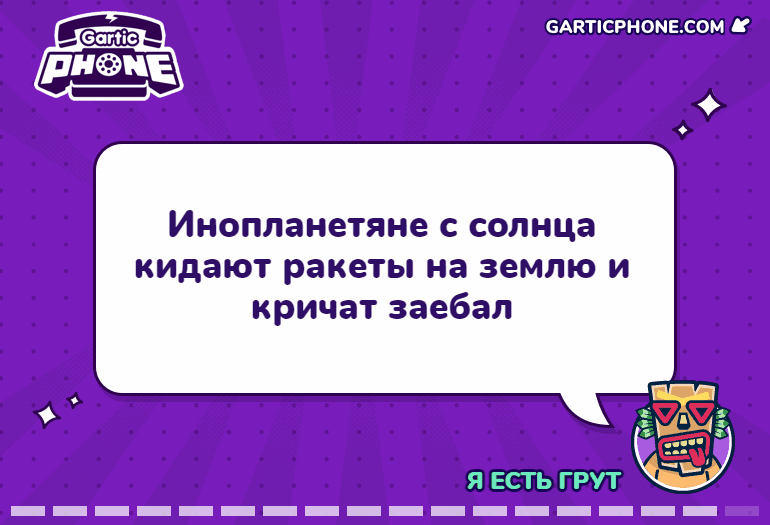 Gartic
PHONE
GARTICPHONE.COM
Инопланетяне с солнца
кидают ракеты на землю и
кричат заебал
Я ЕСТЬ ГРУТ